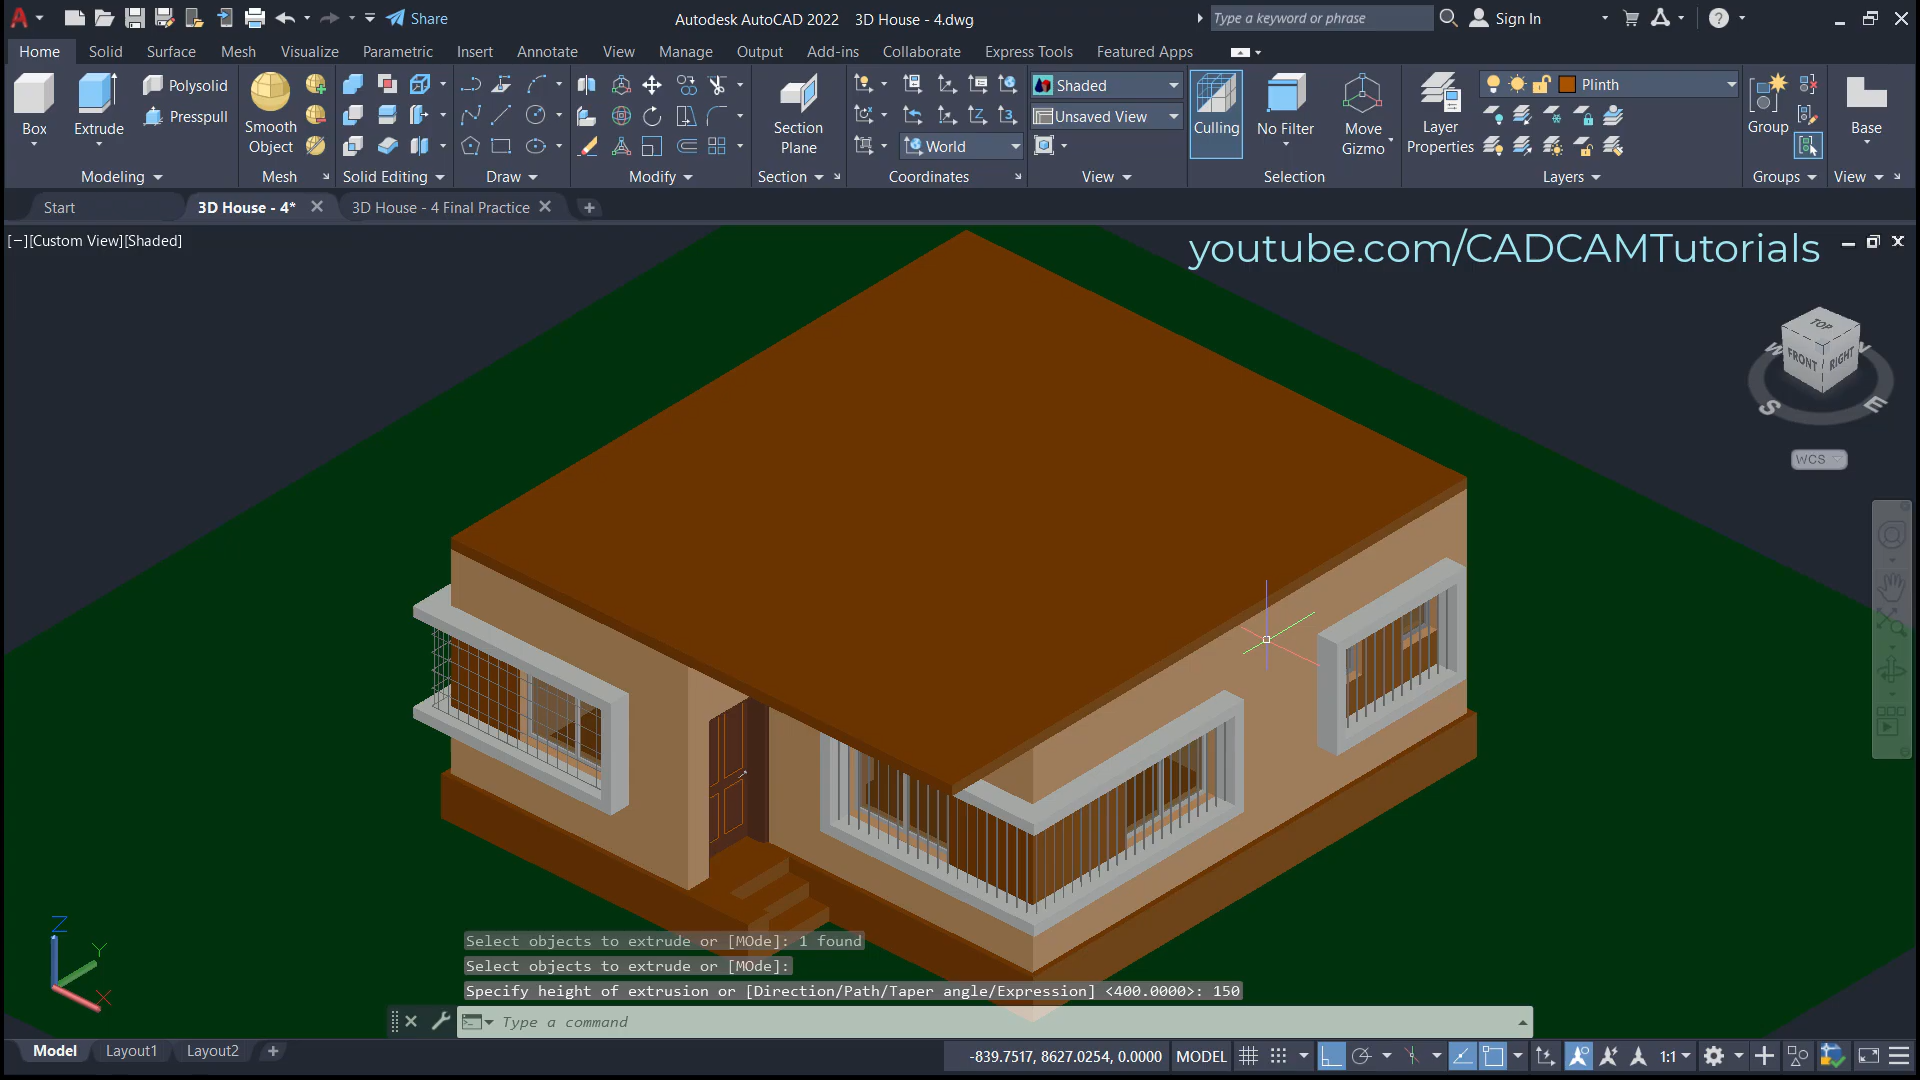 Share
Autodesk AutoCAD 2022 3D House - 4.dwg
Type a keyword or phrase
Sign In
Home Solid Surface Mesh Visualize Parametric Insert Annotate View Manage Output Add-ins Collaborate Express Tools Featured Apps
Box
Extrude
Polysolid
Presspull
Smooth
Object
Section
Plane
Shaded
Unsaved View
World
Culling
No Filter
Move
Gizmo
Layer
Properties
Plinth
Group
Base
Modeling Mesh Solid Editing Draw Modify Section Coordinates View Selection Layers Groups View
Start 3D House - 4* 3D House - 4 Final Practice
[−][Custom View][Shaded]
youtube.com/CADCAMTutorials
TOP
FRONT RIGHT
W
S E
WCS
Z
Y
X
Select objects to extrude or [MOde]: 1 found
Select objects to extrude or [MOde]:
Specify height of extrusion or [Direction/Path/Taper angle/Expression] <400.0000>: 150
Type a command
Model Layout1 Layout2
-839.7517, 8627.0254, 0.0000 MODEL 1:1